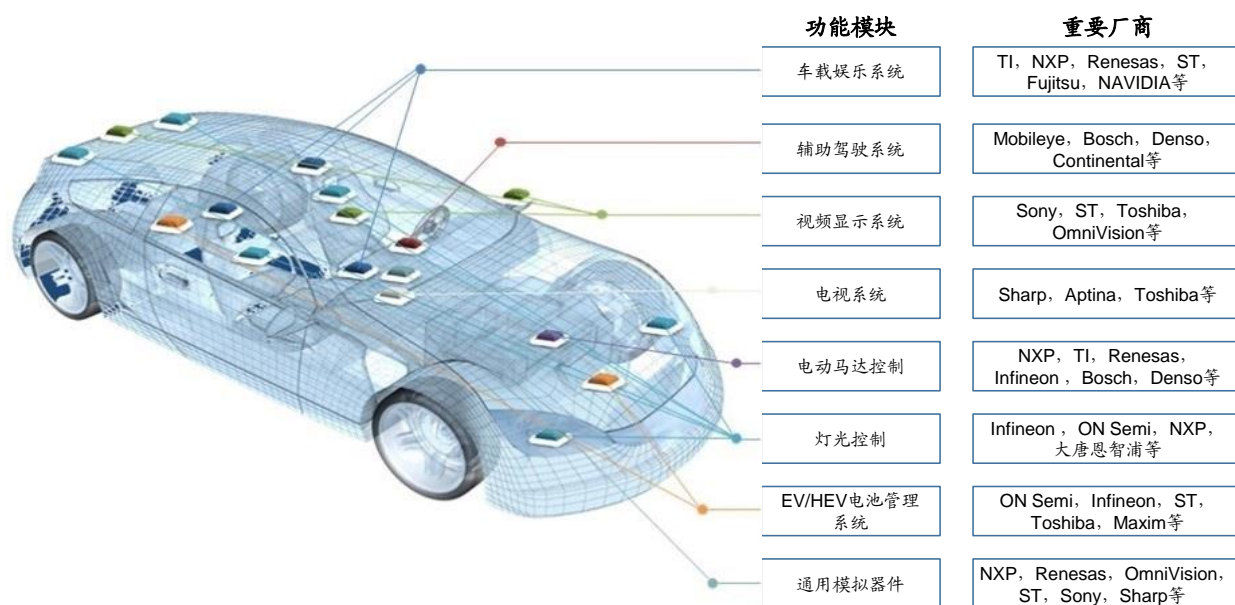 功能模块 重要厂商
车载娱乐系统
TI，NXP，Renesas，ST，
Fujitsu，NAVIDIA等
辅助驾驶系统
Mobileye，Bosch，Denso，
Continental等
视频显示系统
Sony，ST，Toshiba，
OmniVision等
电视系统
Sharp，Aptina，Toshiba等
电动马达控制
NXP，TI，Renesas，
Infineon ，Bosch，Denso等
灯光控制
Infineon ，ON Semi，NXP，
大唐恩智浦等
EV/HEV电池管理
系统
ON Semi，Infineon，ST，
Toshiba，Maxim等
通用模拟器件
NXP，Renesas，OmniVision，
ST，Sony，Sharp等